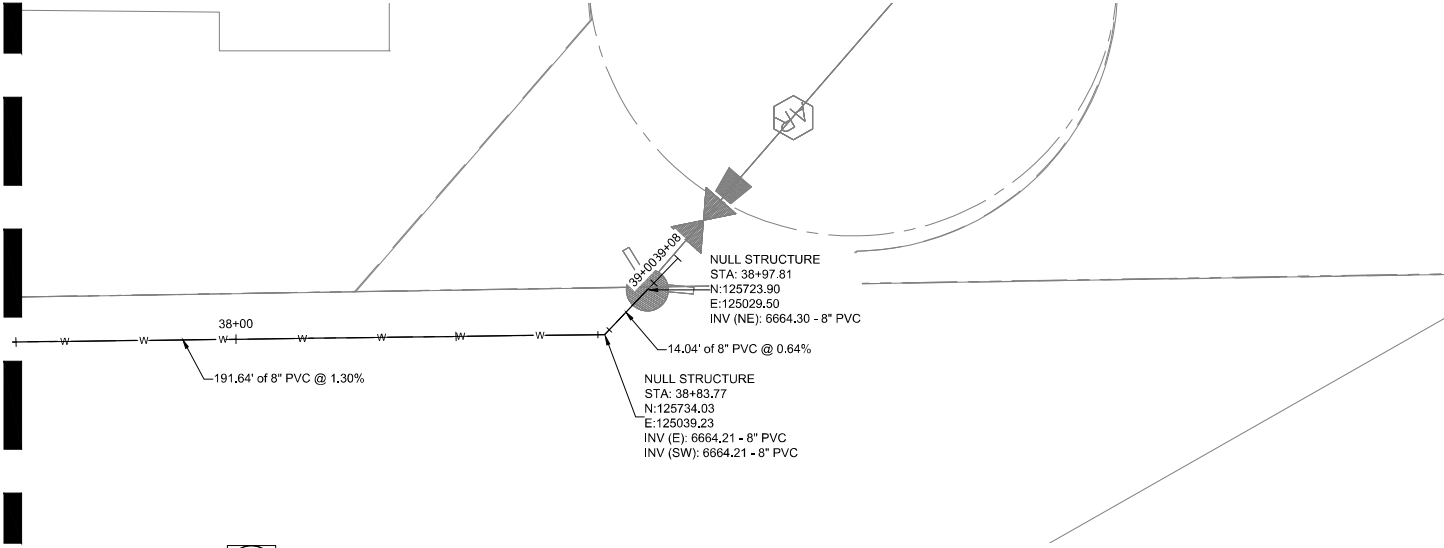 39+00
39+08
NULL STRUCTURE
STA: 38+97.81
N:125723.90
E:125029.50
INV (NE): 6664.30 - 8" PVC
38+00
W W W W W W W
14.04' of 8" PVC @ 0.64%
191.64' of 8" PVC @ 1.30%
NULL STRUCTURE
STA: 38+83.77
N:125734.03
E:125039.23
INV (E): 6664.21 - 8" PVC
INV (SW): 6664.21 - 8" PVC